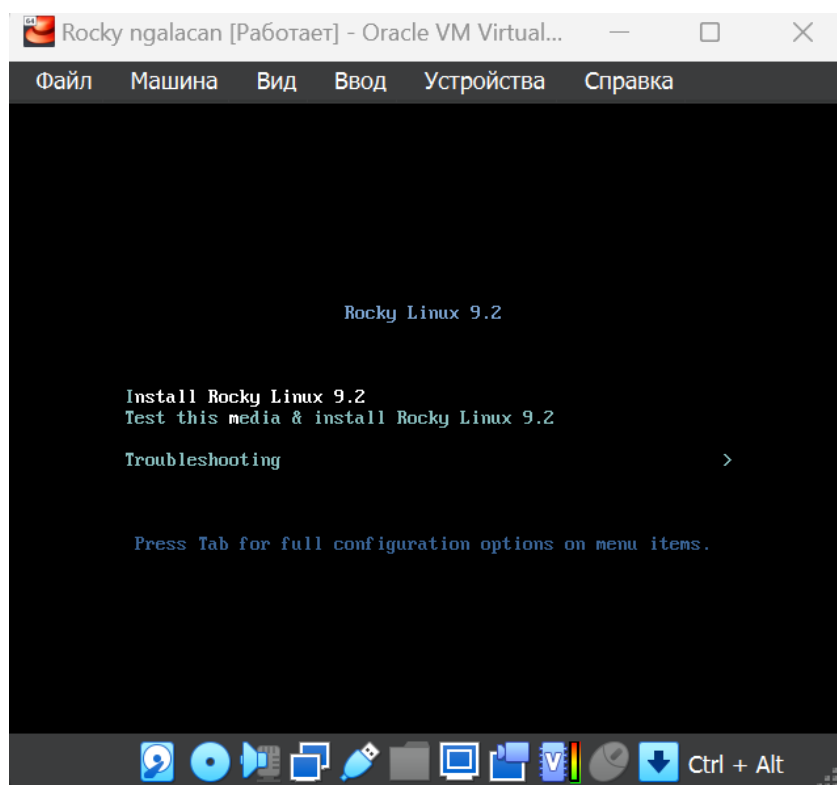 64
Rocky ngalacan [Работает] - Oracle VM Virtual...
Файл Машина Вид Ввод Устройства Справка
Rocky Linux 9.2
Install Rocky Linux 9.2
Test this media & install Rocky Linux 9.2
Troubleshooting >
Press Tab for full configuration options on menu items.
V
Ctrl + Alt